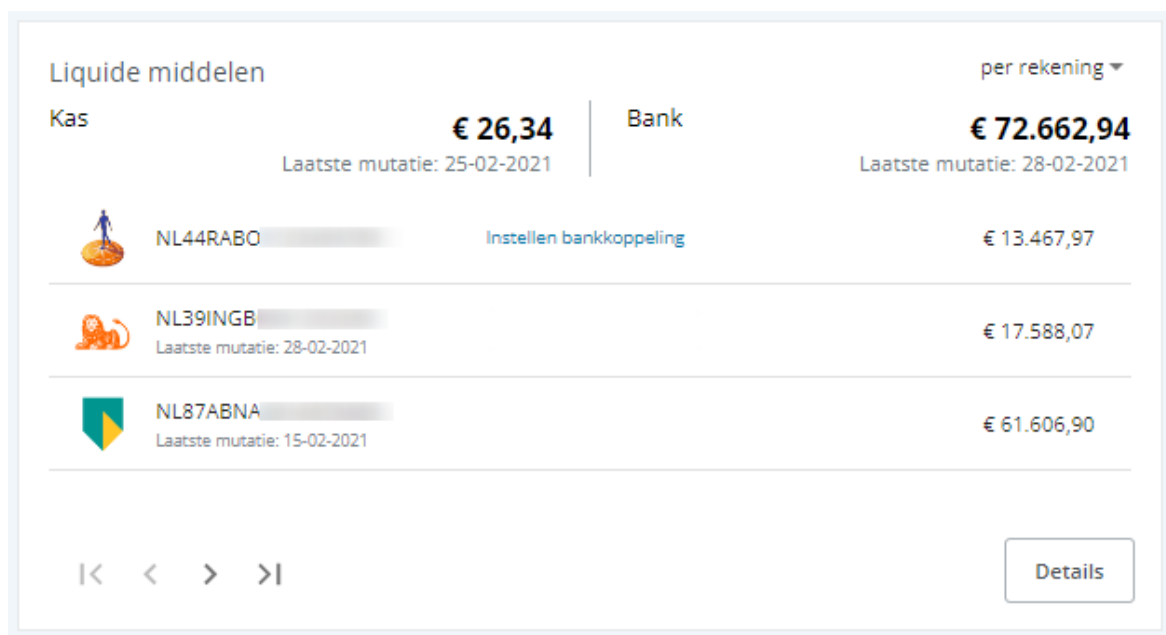 Liquide middelen
per rekening
Kas
€ 26,34
Laatste mutatie: 25-02-2021
Bank
€ 72.662,94
Laatste mutatie: 28-02-2021
NL44RABO
Instellen bankkoppeling
€ 13.467,97
NL39INGB
Laatste mutatie: 28-02-2021
€ 17.588,07
NL87ABNA
Laatste mutatie: 15-02-2021
€ 61.606,90
Details